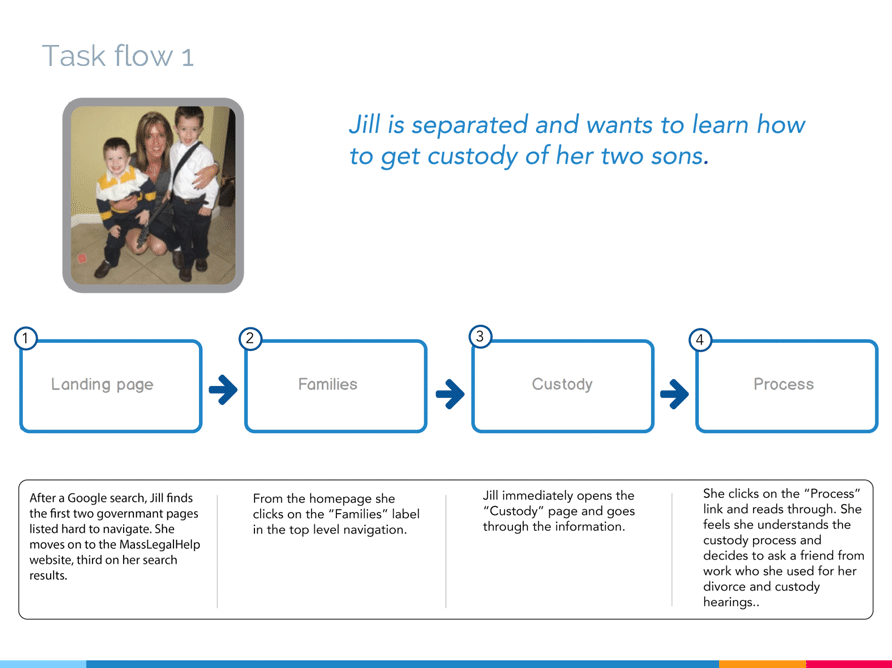 Task flow 1
Jill is separated and wants to learn how
to get custody of her two sons.
1
2
3
4
Landing page
Families
Custody
Process
After a Google search, Jill finds
the first two governmant pages
listed hard to navigate. She
moves on to the MassLegalHelp
website, third on her search
results.
From the homepage she
clicks on the “Families” label
in the top level navigation.
Jill immediately opens the
“Custody” page and goes
through the information.
She clicks on the “Process”
link and reads through. She
feels she understands the
custody process and
decides to ask a friend from
work who she used for her
divorce and custody
hearings..